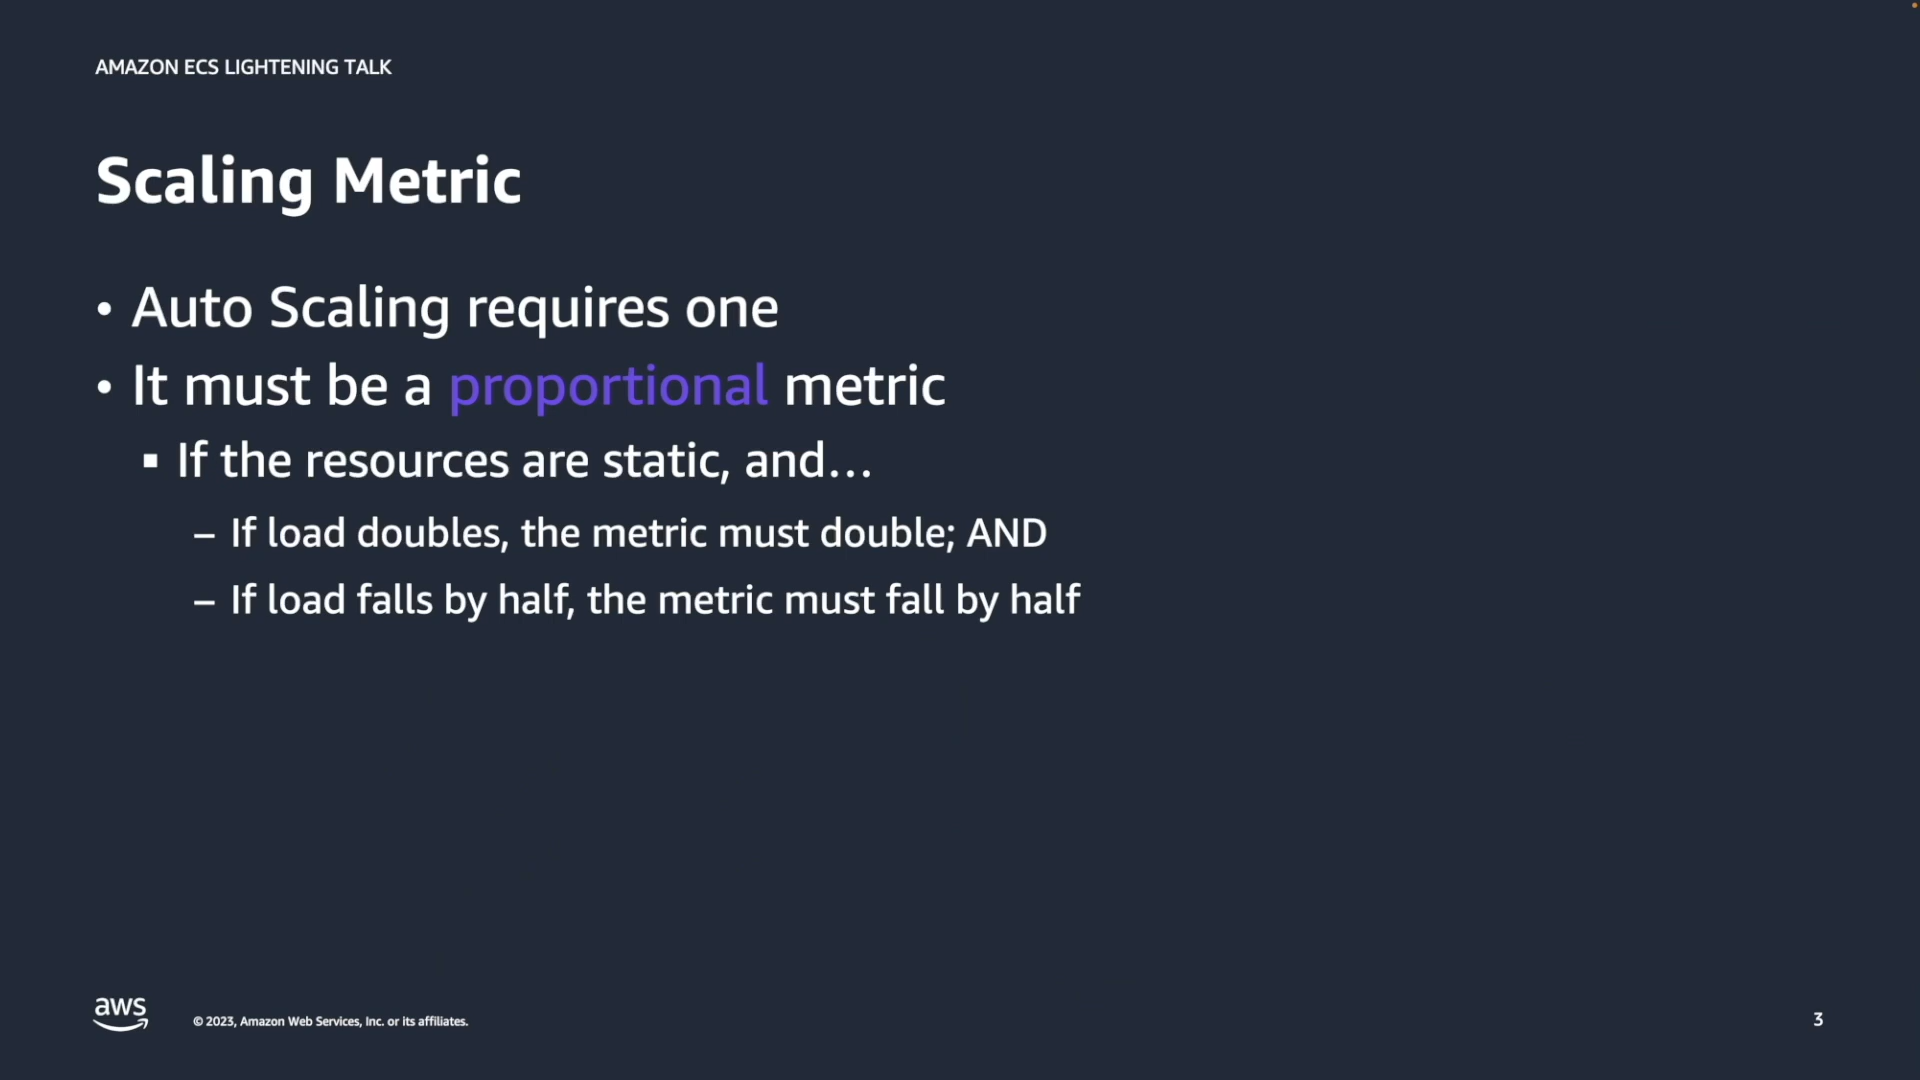 AMAZON ECS LIGHTENING TALK
Scaling Metric
• Auto Scaling requires one
• It must be a proportional metric
▪ If the resources are static, and…
– If load doubles, the metric must double; AND
– If load falls by half, the metric must fall by half
aws
© 2023, Amazon Web Services, Inc. or its affiliates.
3